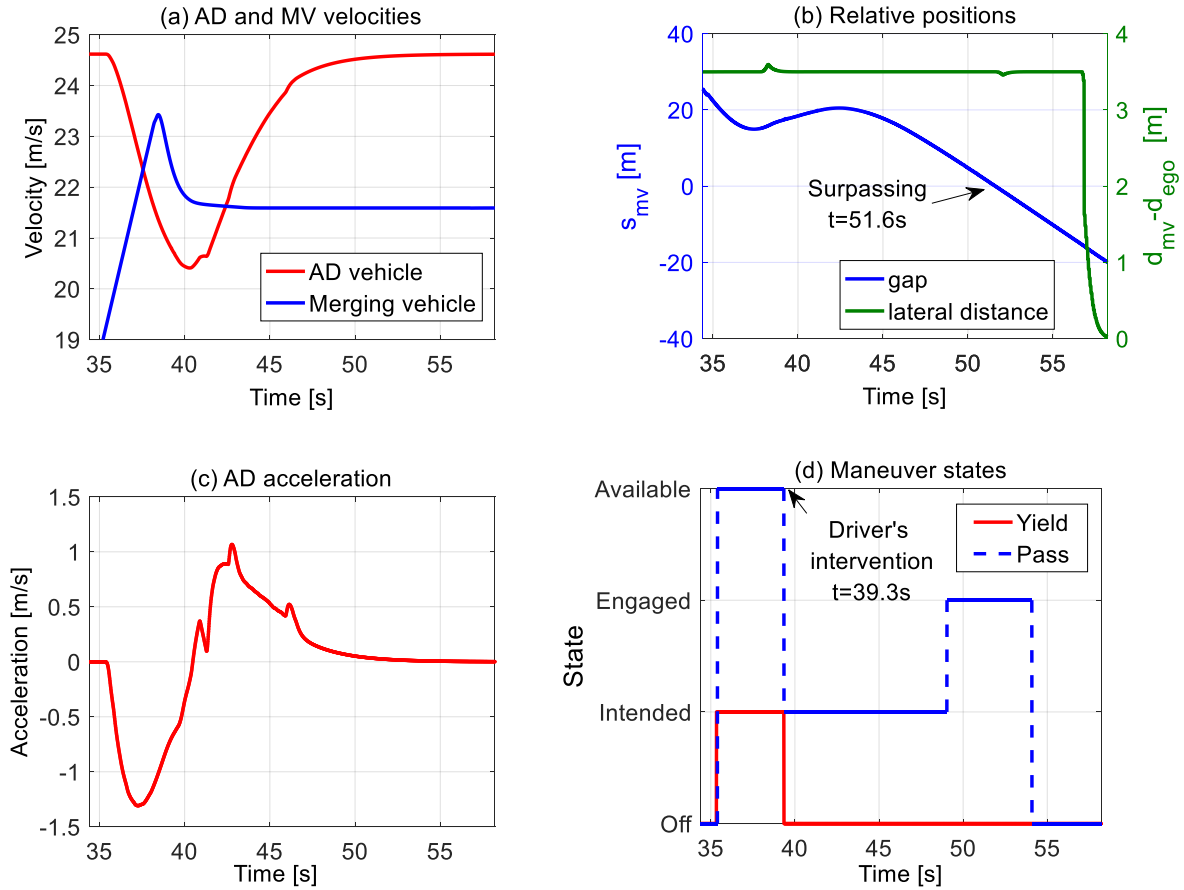 (a) AD and MV velocities
25
24
23
22
21
20
19
Velocity [m/s]
AD vehicle
Merging vehicle
35
40
45
50
55
Time [s]
(b) Relative positions
40
20
0
-20
-40
s_mv [m]
4
3
2
1
0
d_mv-d_ego [m]
Surpassing
t=51.6s
gap
lateral distance
35
40
45
50
55
Time [s]
(c) AD acceleration
1.5
1
0.5
0
-0.5
-1
-1.5
Acceleration [m/s]
35
40
45
50
55
Time [s]
(d) Maneuver states
Available
Engaged
Intended
Off
State
Yield
Pass
Driver's
intervention
t=39.3s
35
40
45
50
55
Time [s]